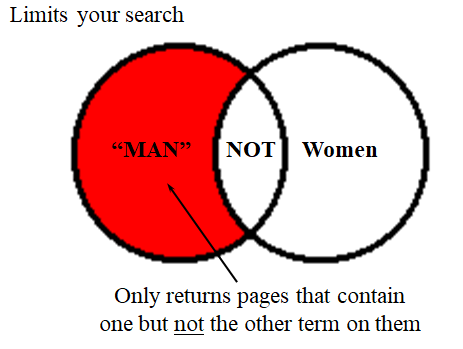 Limits your search
“MAN” NOT Women
Only returns pages that contain
one but not the other term on them